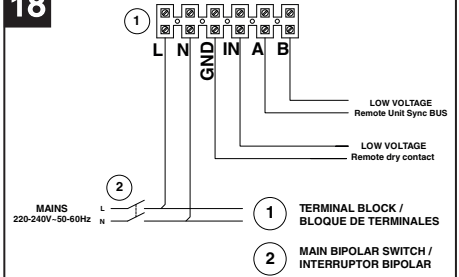 18
1
L N GND IN A B
LOW VOLTAGE
Remote Unit Sync BUS
LOW VOLTAGE
Remote dry contact
2
MAINS
220-240V~50-60Hz
L
N
1 TERMINAL BLOCK /
BLOQUE DE TERMINALES
2 MAIN BIPOLAR SWITCH /
INTERRUPTOR BIPOLAR